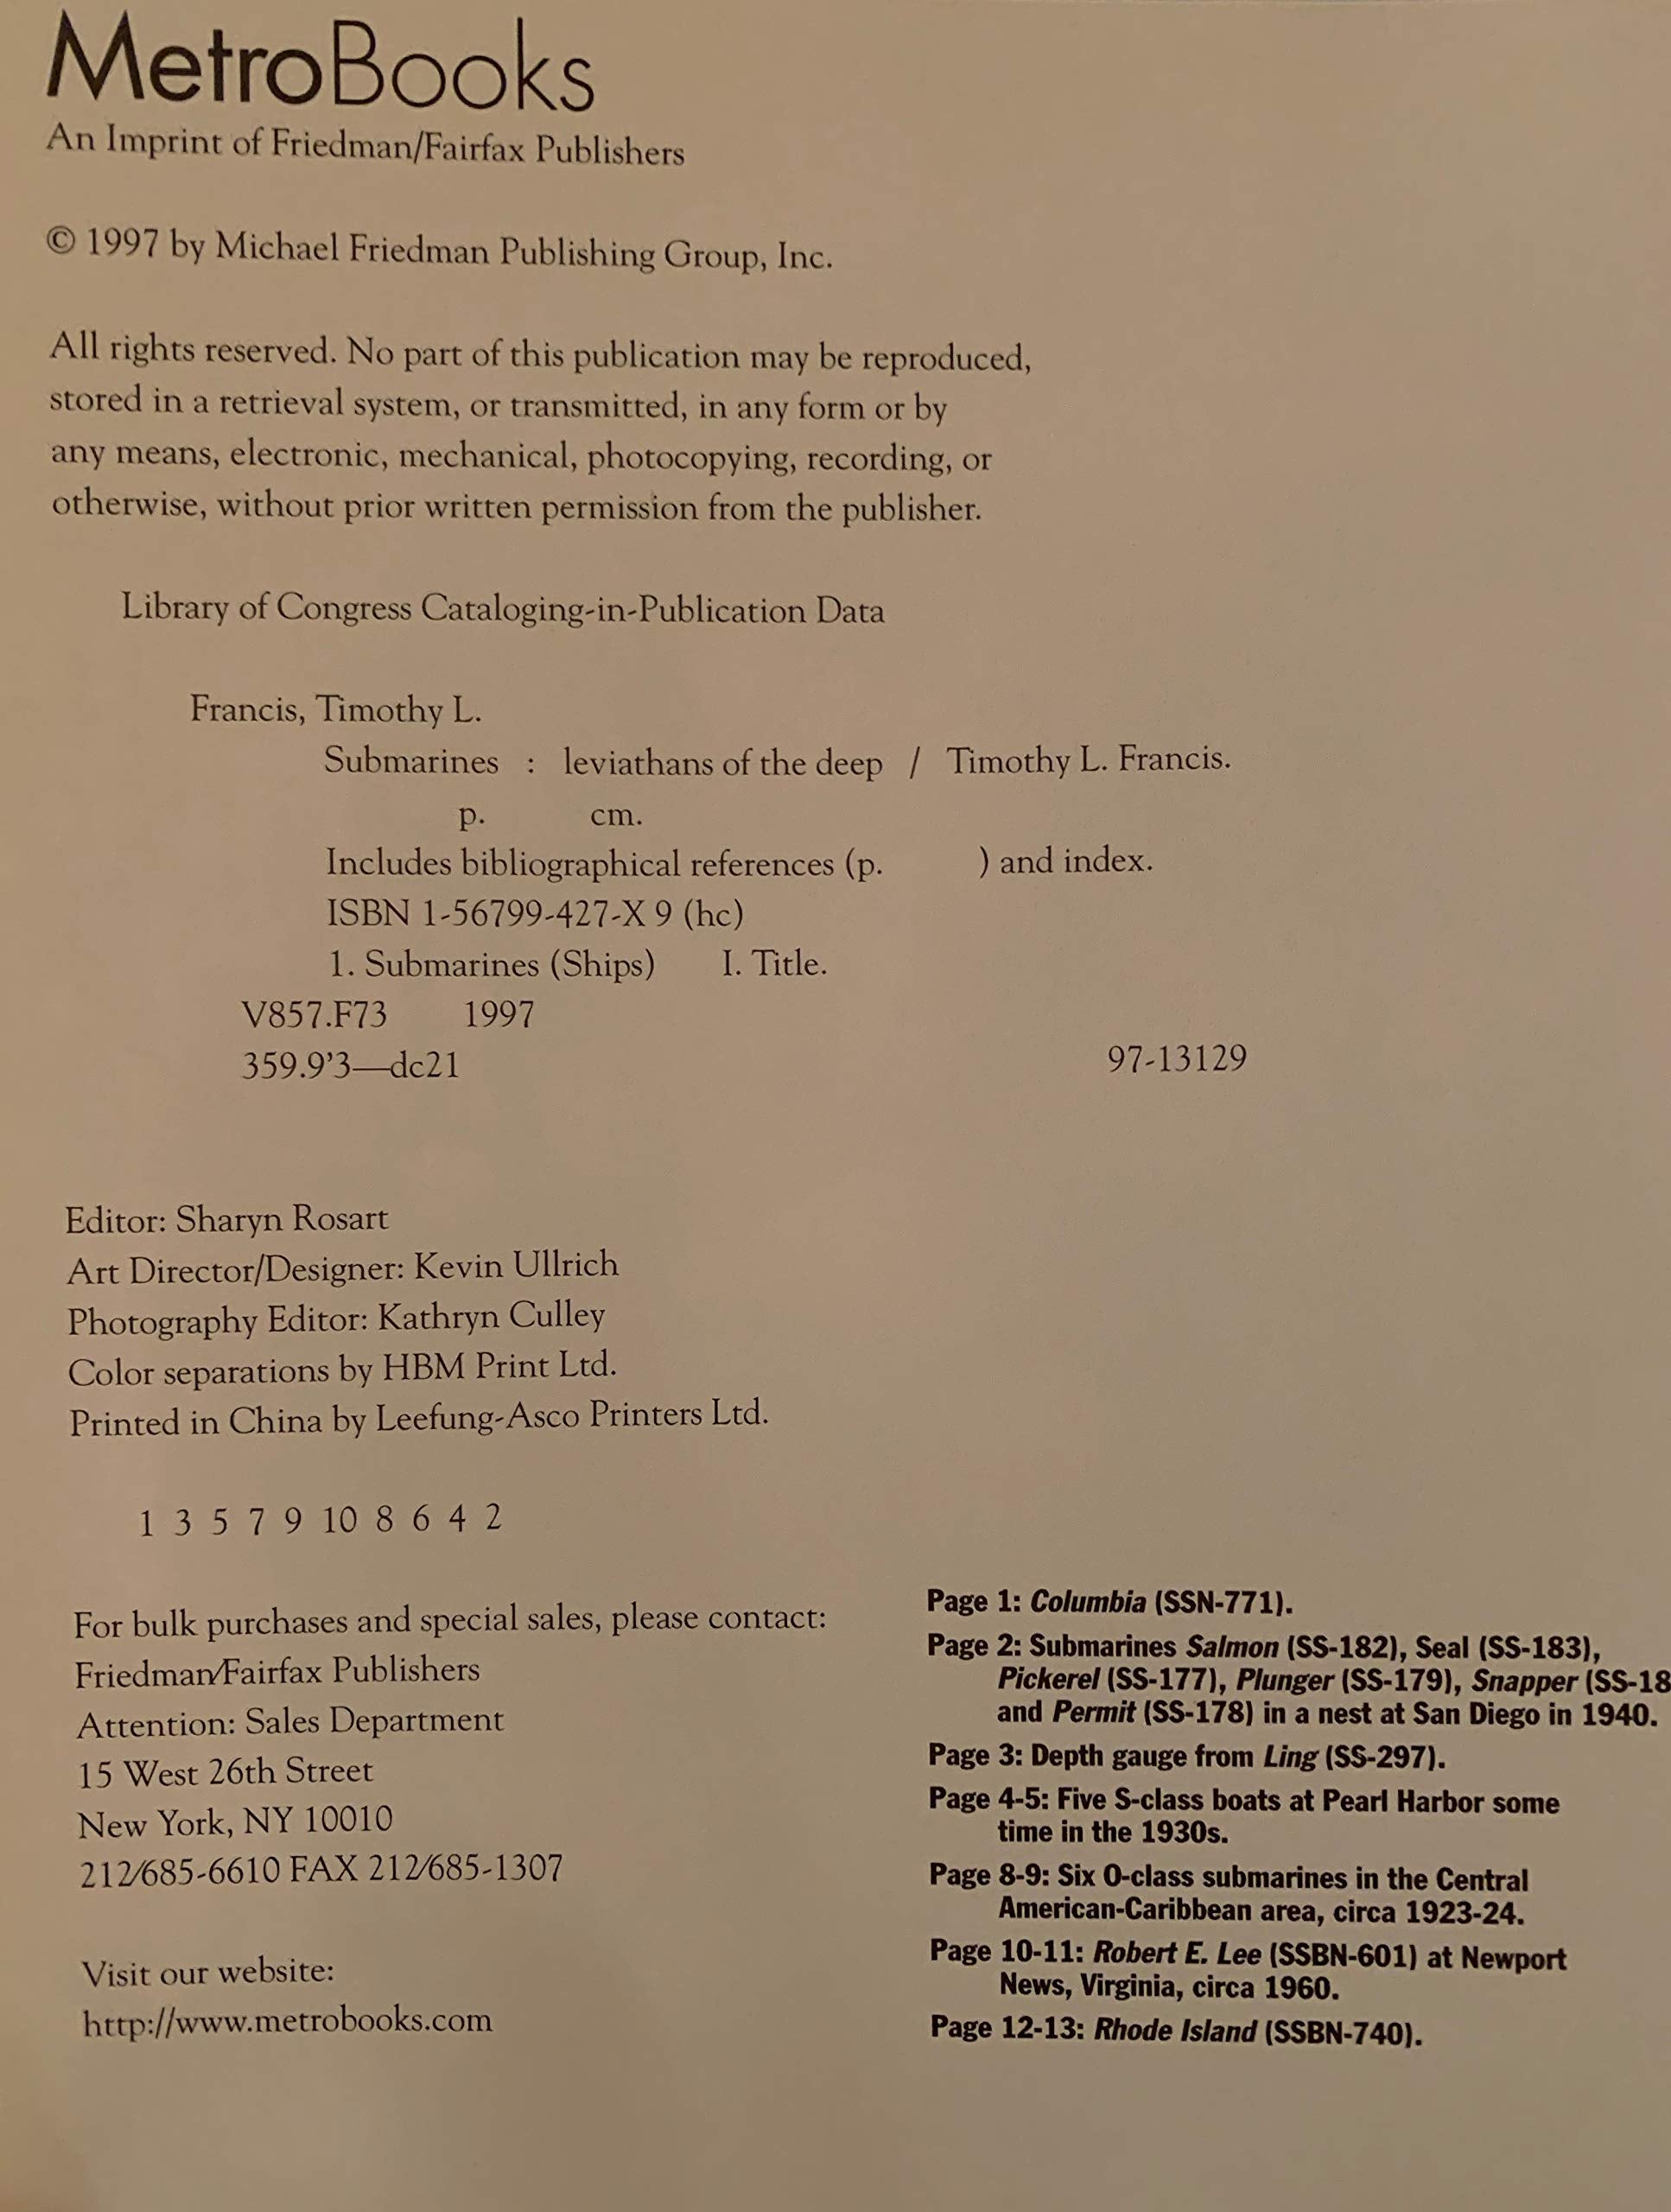 MetroBooks
An Imprint of Friedman/Fairfax Publishers
© 1997 by Michael Friedman Publishing Group, Inc.
All rights reserved. No part of this publication may be reproduced,
stored in a retrieval system, or transmitted, in any form or by
any means, electronic, mechanical, photocopying, recording, or
otherwise, without prior written permission from the publisher.
Library of Congress Cataloging-in-Publication Data
Francis, Timothy L.
Submarines : leviathans of the deep / Timothy L. Francis.
p. cm.
Includes bibliographical references (p. ) and index.
ISBN 1-56799-427-X 9 (hc)
1. Submarines (Ships) I. Title.
V857.F73 1997
359.9'3—dc21 97-13129
Editor: Sharyn Rosart
Art Director/Designer: Kevin Ullrich
Photography Editor: Kathryn Culley
Color separations by HBM Print Ltd.
Printed in China by Leefung-Asco Printers Ltd.
1 3 5 7 9 10 8 6 4 2
For bulk purchases and special sales, please contact:
Friedman/Fairfax Publishers
Attention: Sales Department
15 West 26th Street
New York, NY 10010
212/685-6610 FAX 212/685-1307
Visit our website:
http://www.metrobooks.com
Page 1: Columbia (SSN-771).
Page 2: Submarines Salmon (SS-182), Seal (SS-183),
Pickerel (SS-177), Plunger (SS-179), Snapper (SS-18
and Permit (SS-178) in a nest at San Diego in 1940.
Page 3: Depth gauge from Ling (SS-297).
Page 4-5: Five S-class boats at Pearl Harbor some
time in the 1930s.
Page 8-9: Six O-class submarines in the Central
American-Caribbean area, circa 1923-24.
Page 10-11: Robert E. Lee (SSBN-601) at Newport
News, Virginia, circa 1960.
Page 12-13: Rhode Island (SSBN-740).